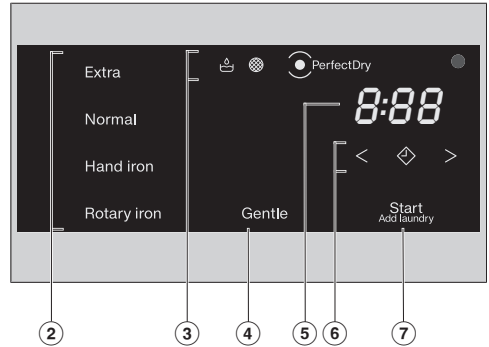 PerfectDry
Extra
8:88
Normal
Hand iron
< >
Rotary iron
Gentle
Start
Add laundry
2
3
4
5
6
7